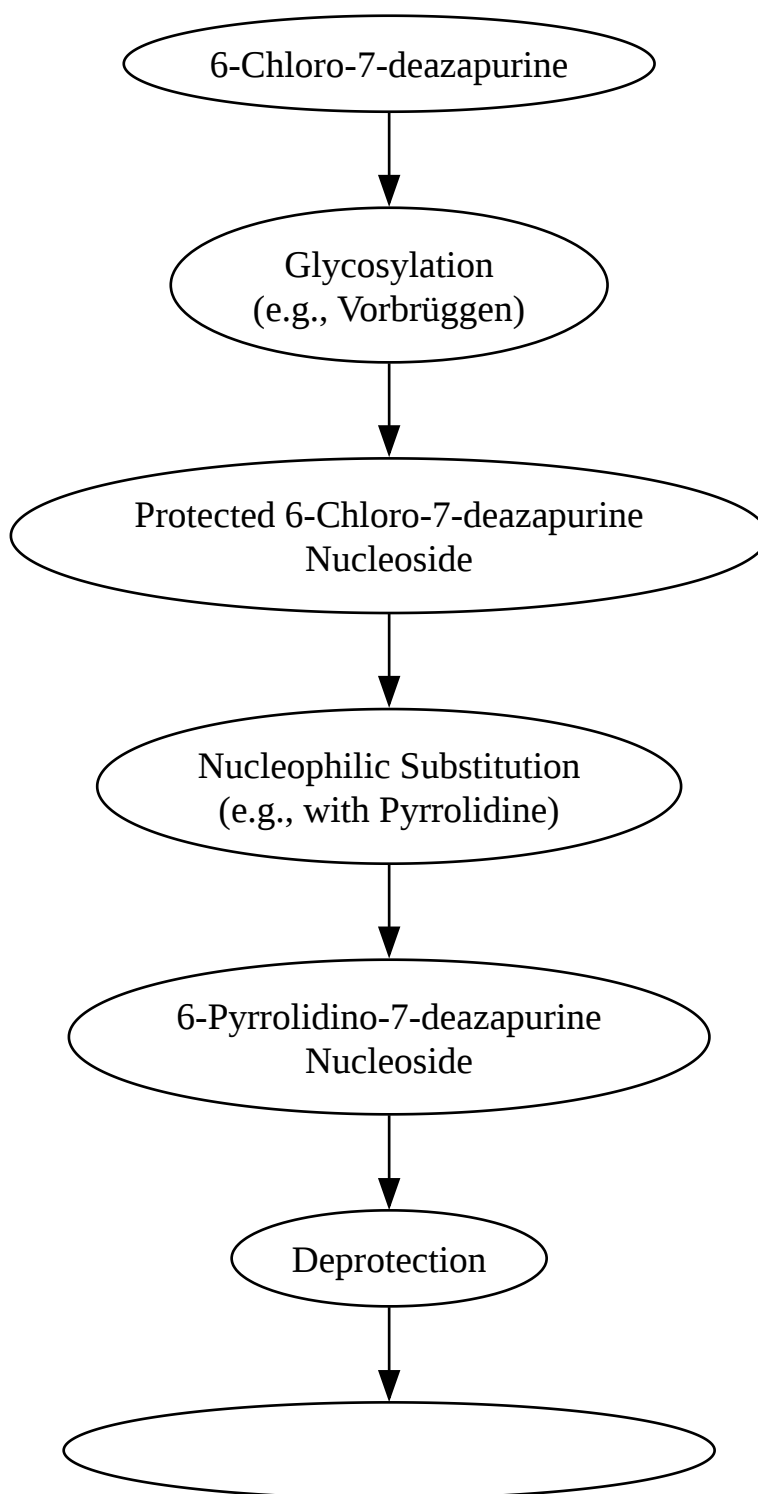 6-Chloro-7-deazapurine
Glycosylation
(e.g., Vorbrüggen)
Protected 6-Chloro-7-deazapurine
Nucleoside
Nucleophilic Substitution
(e.g., with Pyrrolidine)
6-Pyrrolidino-7-deazapurine
Nucleoside
Deprotection